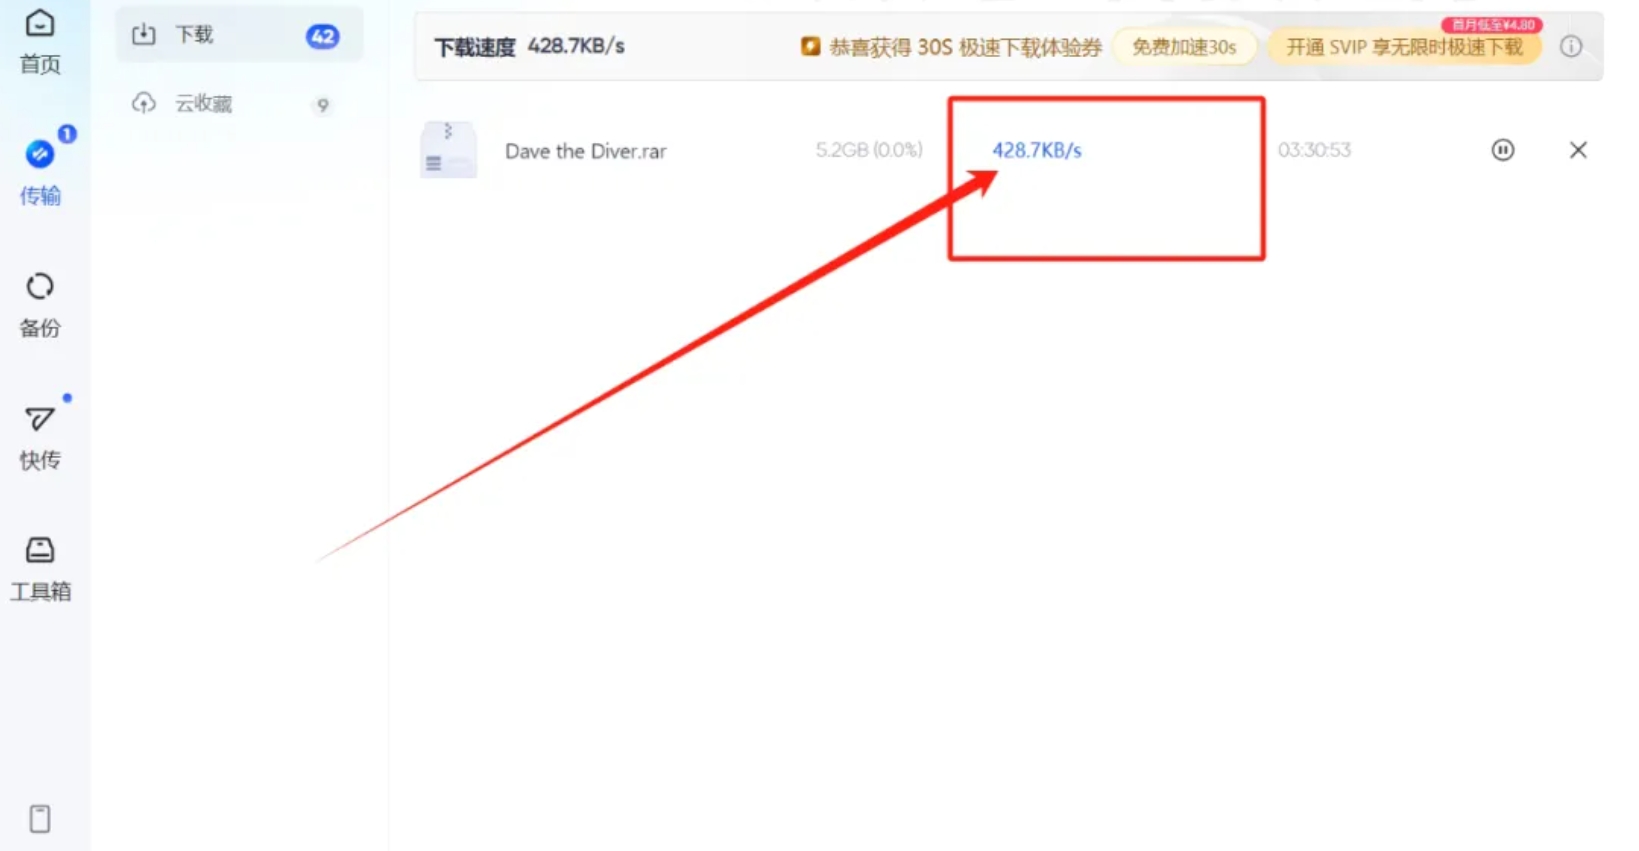 首页
1
传输
备份
快传
工具箱
下载 42
云收藏 9
下载速度 428.7KB/s
恭喜获得 30S 极速下载体验券
免费加速30s
首月低至¥4.80
开通 SVIP 享无限时极速下载
Dave the Diver.rar 5.2GB (0.0%) 428.7KB/s 03:30:53